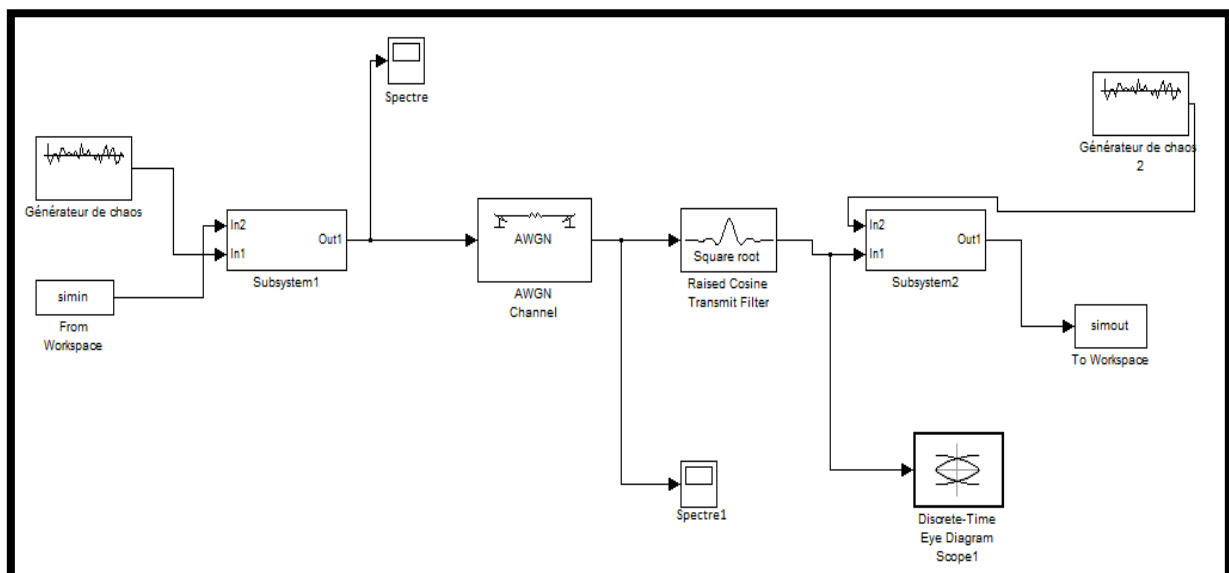 Spectre
Générateur de chaos
2
Générateur de chaos
In2
In1
Out1
Subsystem1
AWGN
AWGN
Channel
Square root
Raised Cosine
Transmit Filter
In2
In1
Out1
Subsystem2
simin
From
Workspace
simout
To Workspace
Spectre1
Discrete-Time
Eye Diagram
Scope1